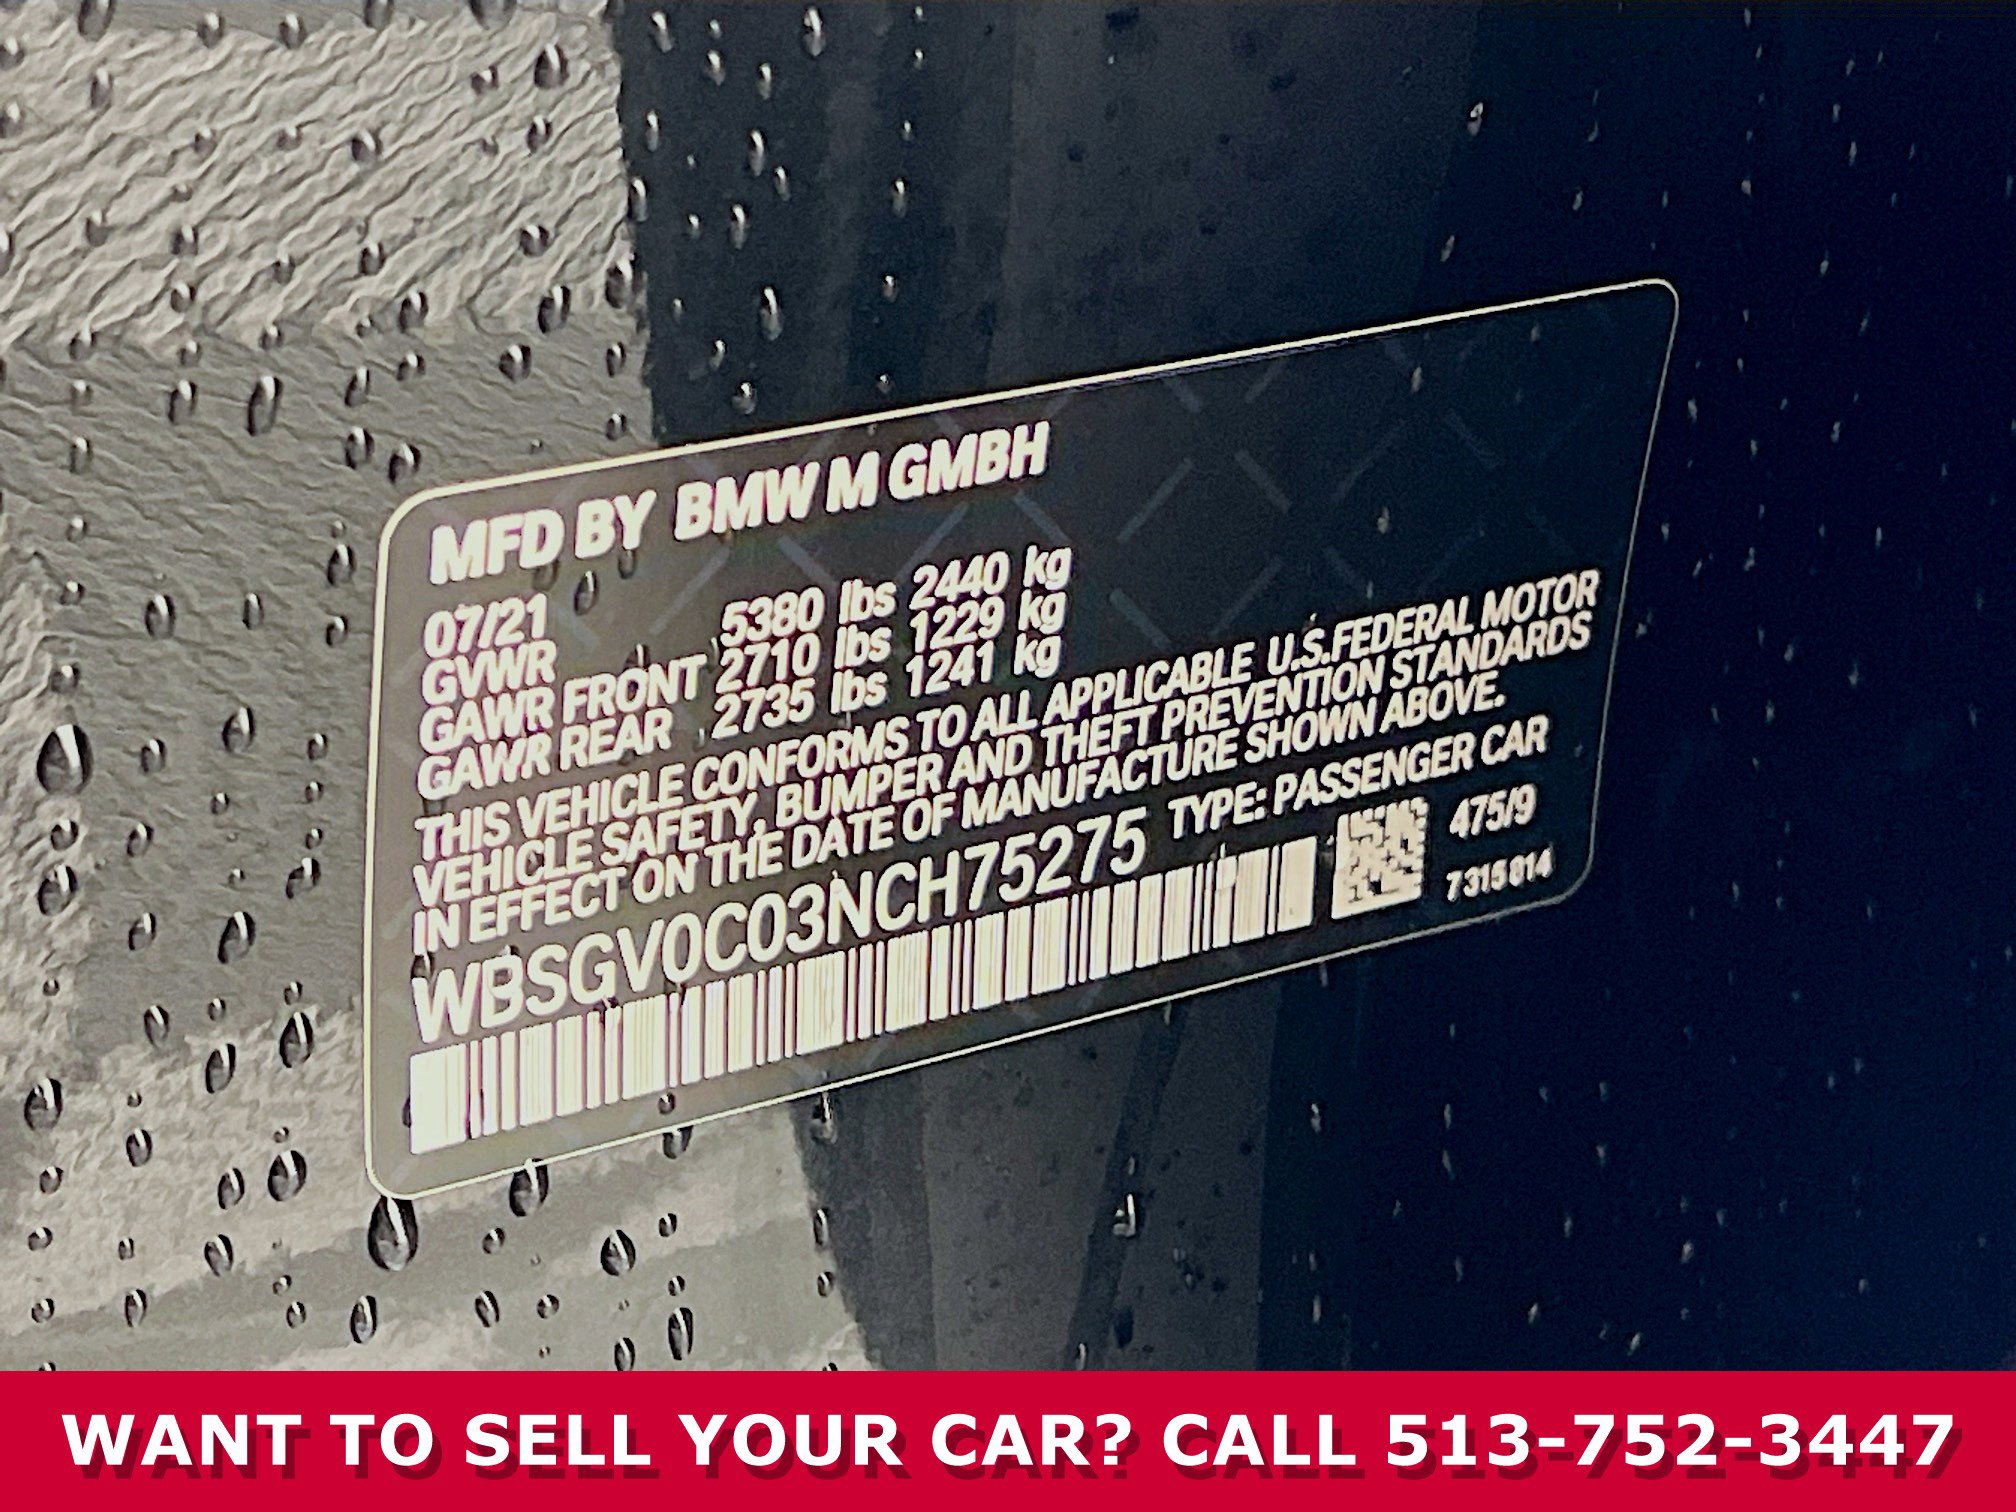 MFD BY BMW M GMBH
07/21
GVWR 5380 lbs 2440 kg
GAWR FRONT 2710 lbs 1229 kg
GAWR REAR 2735 lbs 1241 kg
THIS VEHICLE CONFORMS TO ALL APPLICABLE U.S.FEDERAL MOTOR
VEHICLE SAFETY, BUMPER AND THEFT PREVENTION STANDARDS
IN EFFECT ON THE DATE OF MANUFACTURE SHOWN ABOVE.
WBSGV0C03NCH75275 TYPE: PASSENGER CAR
475/9
7 315 814
WANT TO SELL YOUR CAR? CALL 513-752-3447